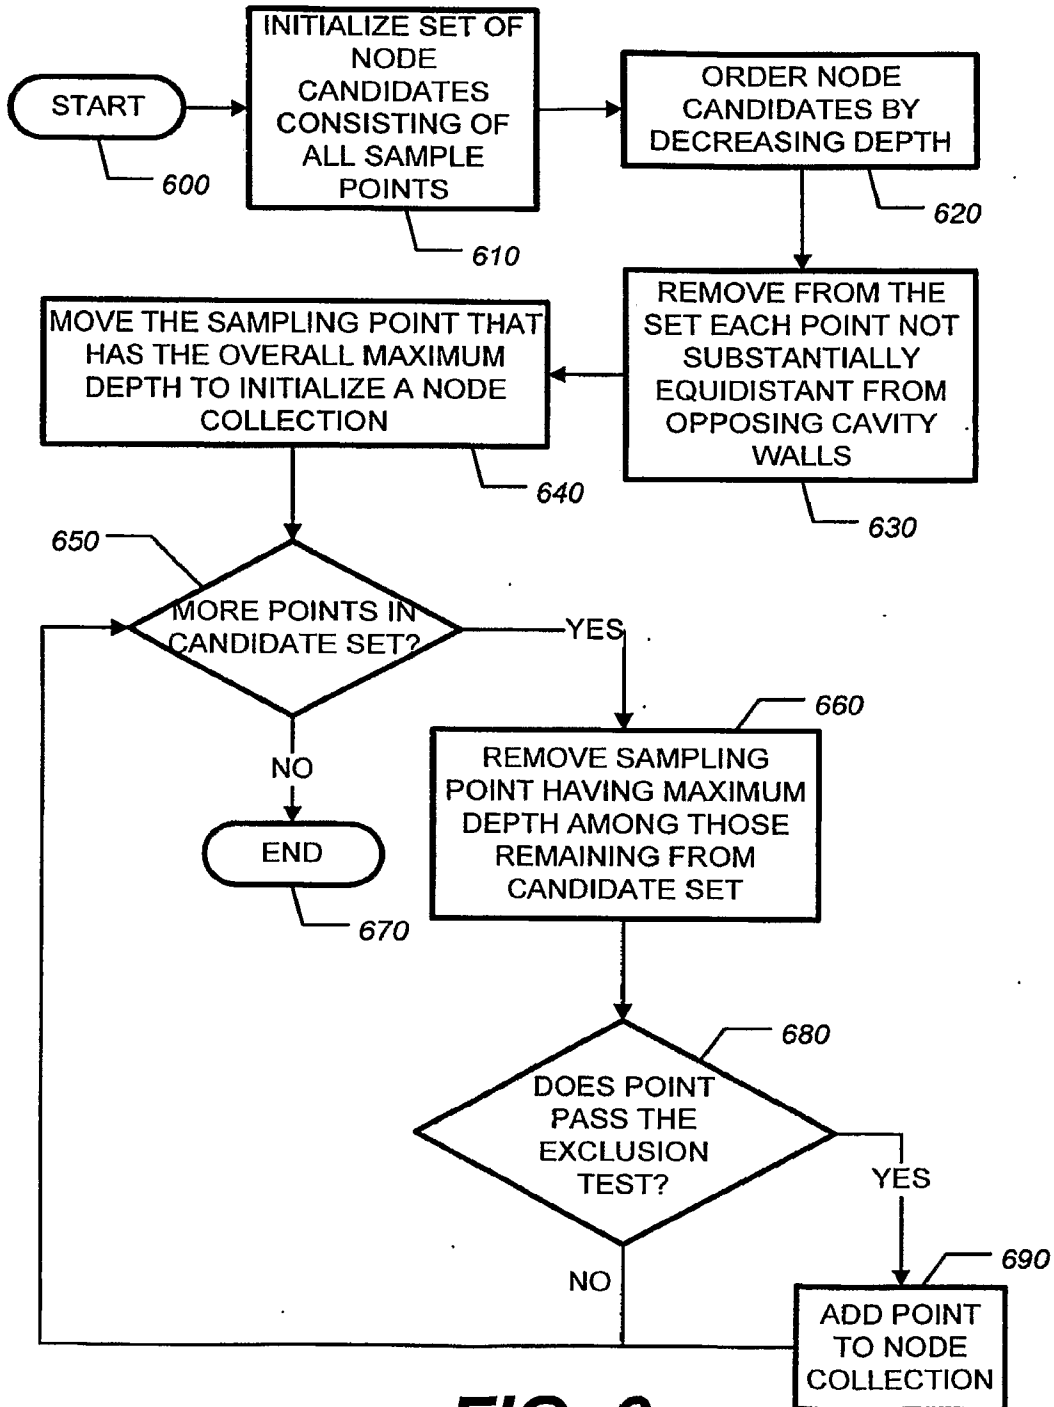 START
600
INITIALIZE SET OF
NODE
CANDIDATES
CONSISTING OF
ALL SAMPLE
POINTS
610
ORDER NODE
CANDIDATES BY
DECREASING DEPTH
620
REMOVE FROM THE
SET EACH POINT NOT
SUBSTANTIALLY
EQUIDISTANT FROM
OPPOSING CAVITY
WALLS
630
MOVE THE SAMPLING POINT THAT
HAS THE OVERALL MAXIMUM
DEPTH TO INITIALIZE A NODE
COLLECTION
640
650
MORE POINTS IN
CANDIDATE SET?
YES
NO
END
670
660
REMOVE SAMPLING
POINT HAVING MAXIMUM
DEPTH AMONG THOSE
REMAINING FROM
CANDIDATE SET
680
DOES POINT
PASS THE
EXCLUSION
TEST?
YES
NO
690
ADD POINT
TO NODE
COLLECTION